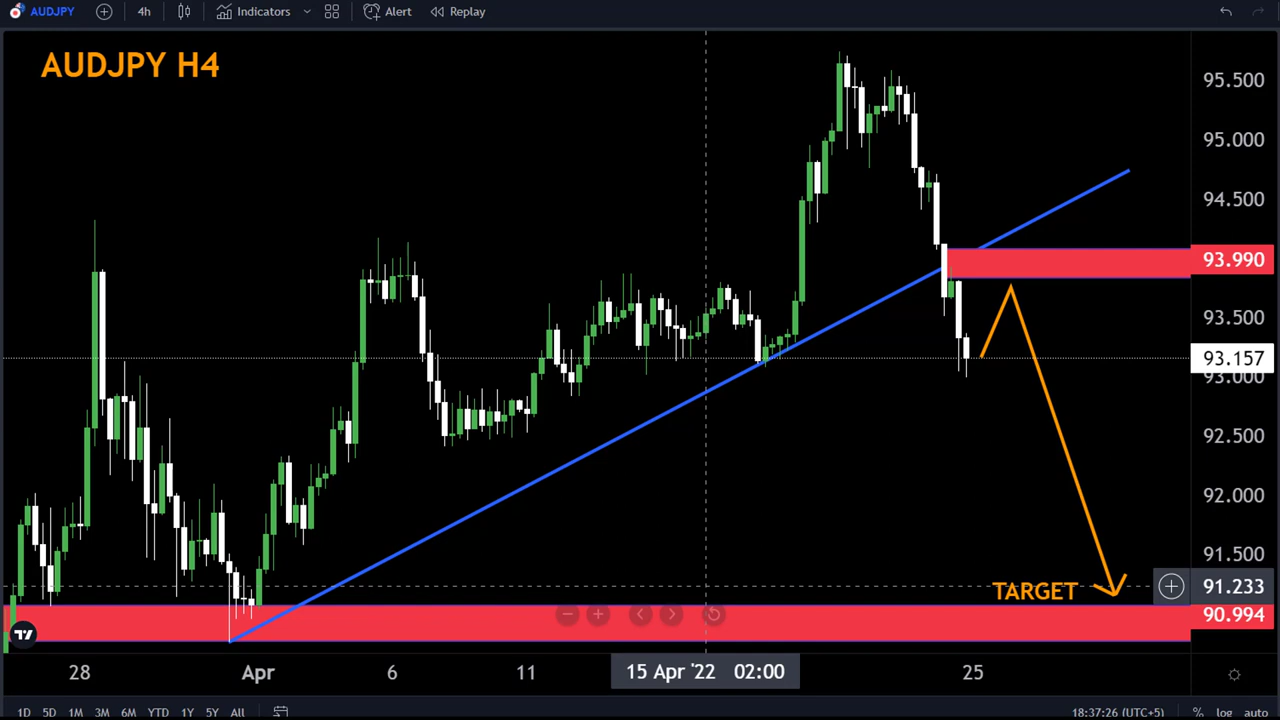 AUDJPY 4h Indicators Alert Replay
AUDJPY H4
95.500
95.000
94.500
93.990
93.500
93.157
93.000
92.500
92.000
91.500
TARGET 91.233
90.994
28 Apr 6 11 15 Apr '22 02:00 25
1D 5D 1M 3M 6M YTD 1Y 5Y All 18:37:26 (UTC+5) % log auto